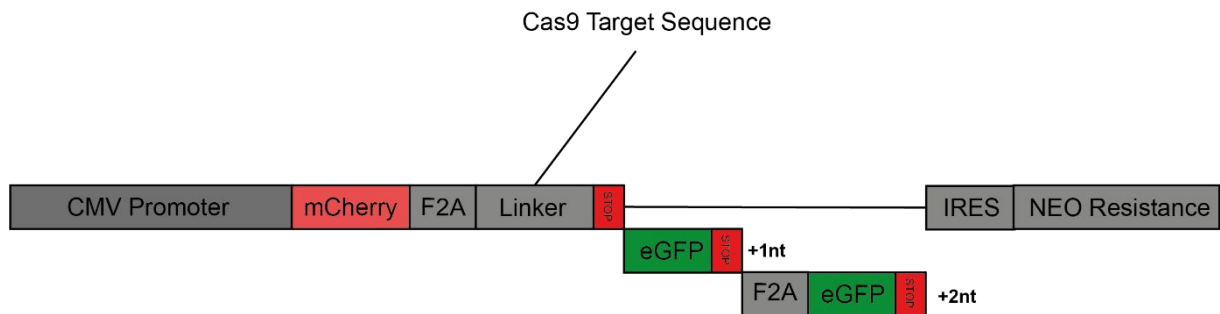 Cas9 Target Sequence
CMV Promoter mCherry F2A Linker STOP IRES NEO Resistance
eGFP STOP +1nt
F2A eGFP STOP +2nt